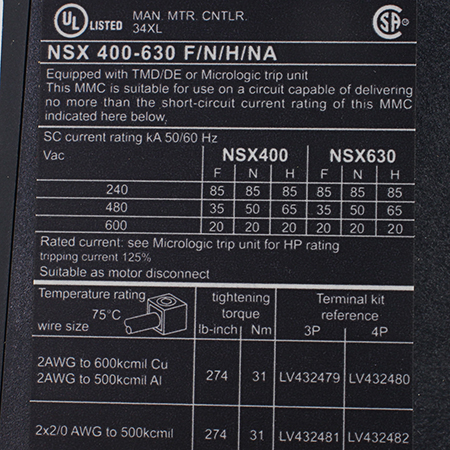 UL LISTED MAN. MTR. CNTLR. SA
34XL
NSX 400-630 F/N/H/NA
Equipped with TMD/DE or Micrologic trip unit
This MMC is suitable for use on a circuit capable of delivering
no more than the short-circuit current rating of this MMC
indicated here below,
SC current rating kA 50/60 Hz
Vac NSX400 NSX630
F N H F N H
240 85 85 85 85 85 85
480 35 50 65 35 50 65
600 20 20 20 20 20 20
Rated current: see Micrologic trip unit for HP rating
tripping current 125%
Suitable as motor disconnect
Temperature rating tightening Terminal kit
75°C torque reference
wire size lb-inch Nm 3P 4P
2AWG to 600kcmil Cu
2AWG to 500kcmil Al 274 31 LV432479 LV432480
2x2/0 AWG to 500kcmil 274 31 LV432481 LV432482